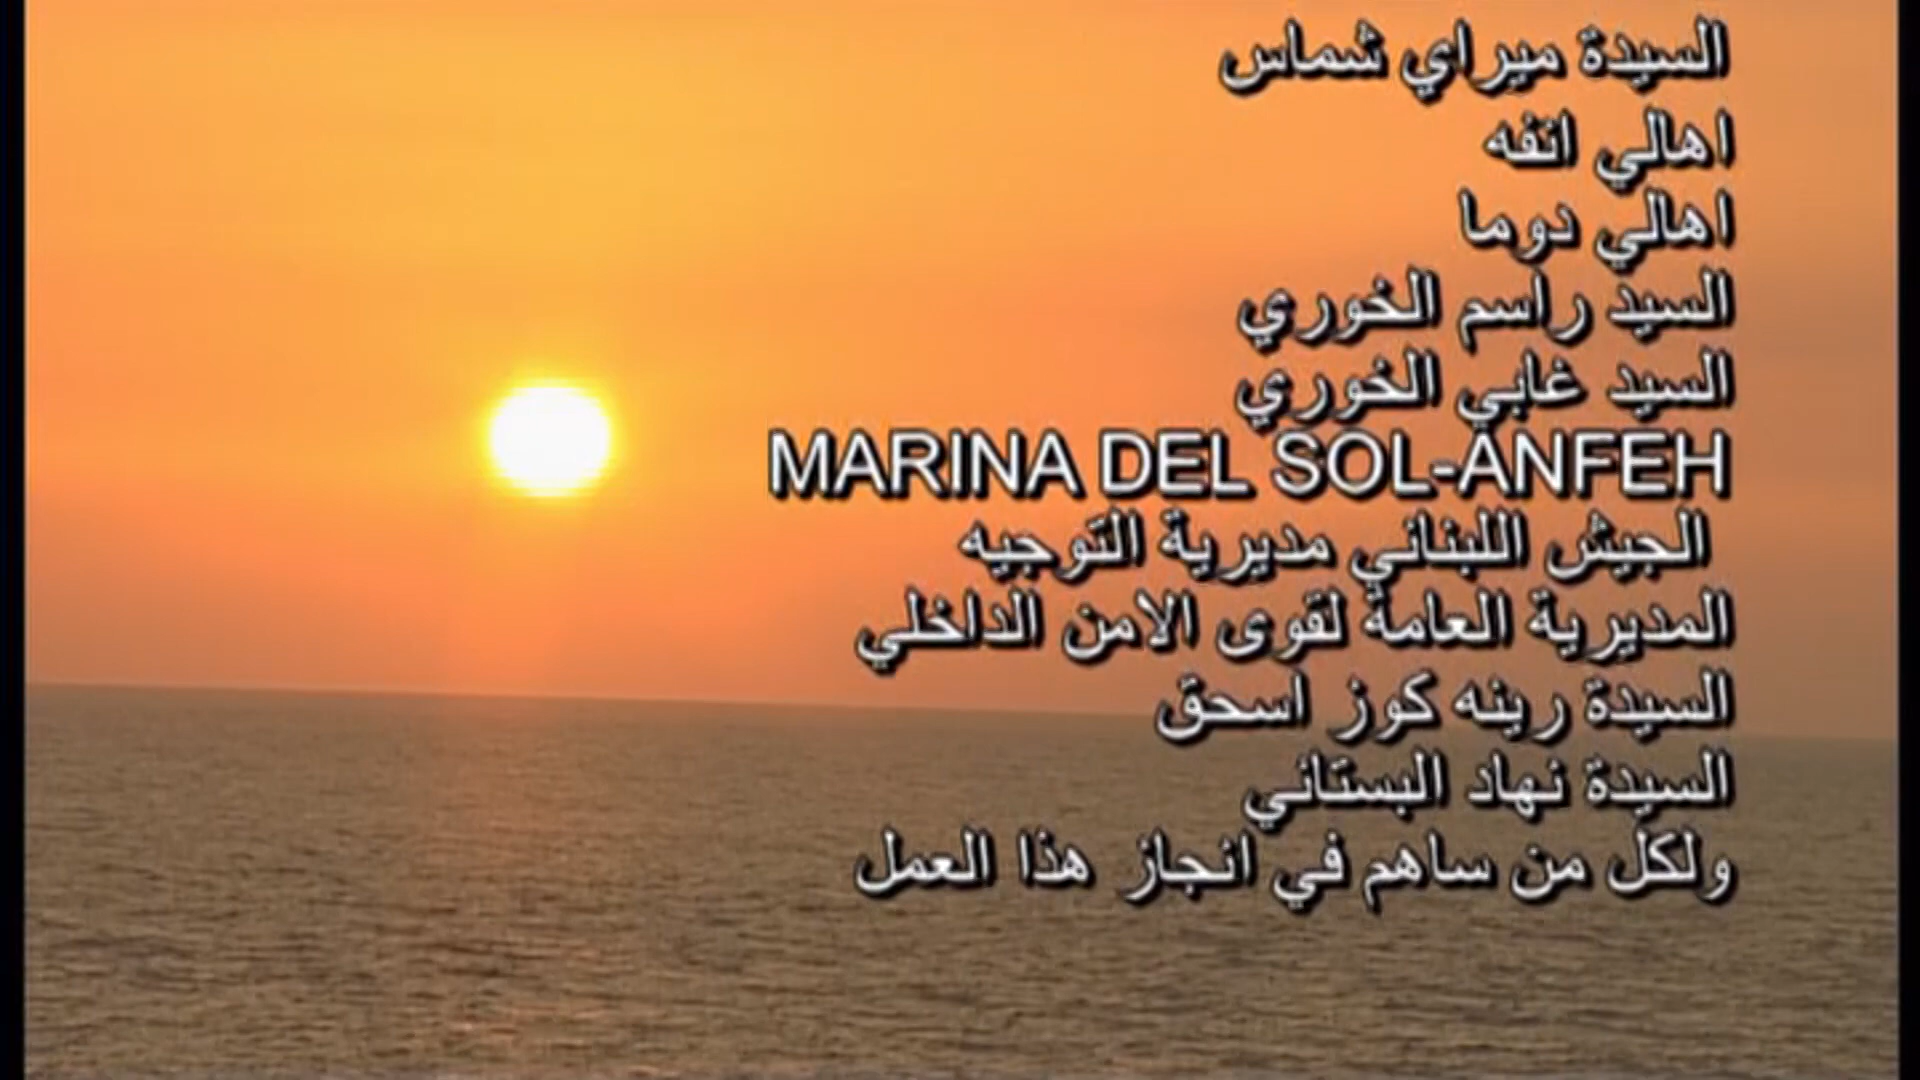 السيدة ميراي شماس
اهالي انفه
اهالي دوما
السيد راسم الخوري
السيد غابي الخوري
MARINA DEL SOL-ANFEH
الجيش اللبناني مديرية التوجيه
المديرية العامة لقوى الامن الداخلي
السيدة رينه كوز اسحق
السيدة نهاد البستاني
ولكل من ساهم في انجاز هذا العمل